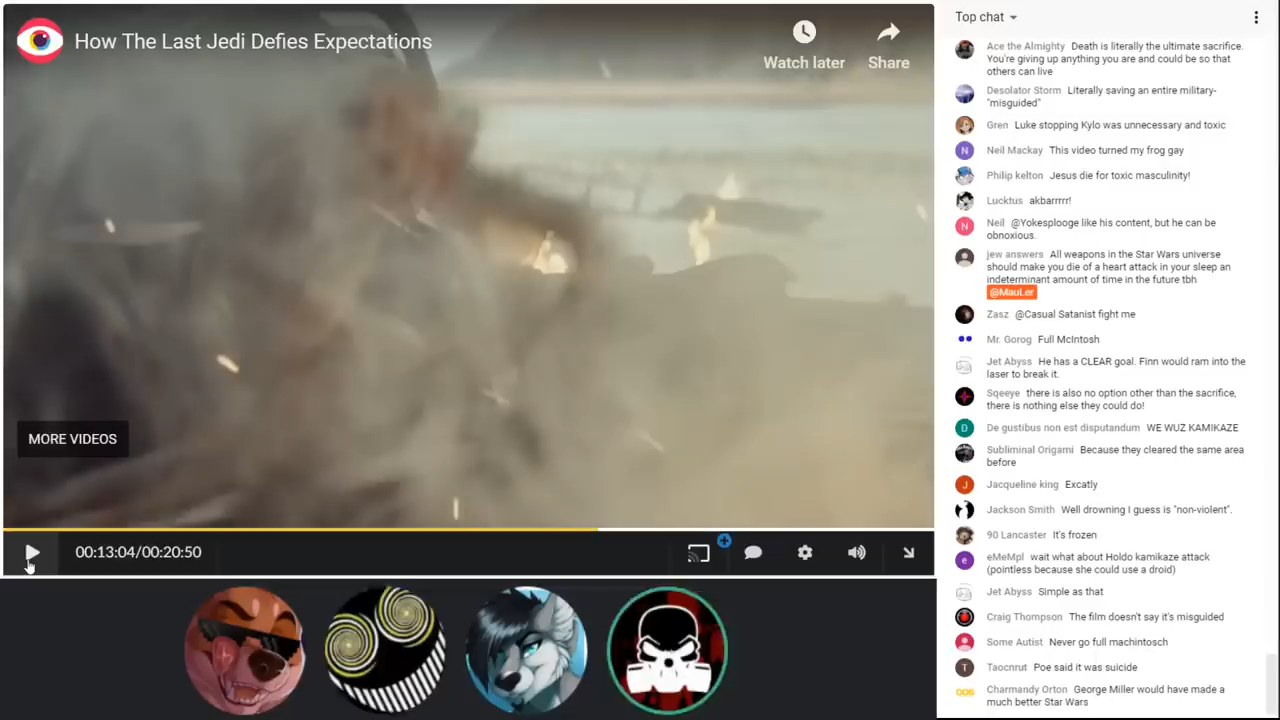 How The Last Jedi Defies Expectations
Watch later
Share
MORE VIDEOS
00:13:04/00:20:50
Top chat
Ace the Almighty Death is literally the ultimate sacrifice.
You're giving up anything you are and could be so that
others can live
Desolator Storm Literally saving an entire military-
"misguided"
Gren Luke stopping Kylo was unnecessary and toxic
N
Neil Mackay This video turned my frog gay
Philip kelton Jesus die for toxic masculinity!
Lucktus akbarrrrr!
N
Neil @Yokesplooge like his content, but he can be
obnoxious.
jew answers All weapons in the Star Wars universe
should make you die of a heart attack in your sleep an
indeterminant amount of time in the future tbh
@MauLer
Zasz @Casual Satanist fight me
Mr. Gorog Full McIntosh
Jet Abyss He has a CLEAR goal. Finn would ram into the
laser to break it.
Sqeeye there is also no option other than the sacrifice,
there is nothing else they could do!
D
De gustibus non est disputandum WE WUZ KAMIKAZE
Subliminal Origami Because they cleared the same area
before
J
Jacqueline king Excatly
Jackson Smith Well drowning I guess is "non-violent".
90 Lancaster It's frozen
e
eMeMpl wait what about Holdo kamikaze attack
(pointless because she could use a droid)
Jet Abyss Simple as that
Craig Thompson The film doesn't say it's misguided
Some Autist Never go full machintosch
T
Taocnrut Poe said it was suicide
Charmandy Orton George Miller would have made a
much better Star Wars